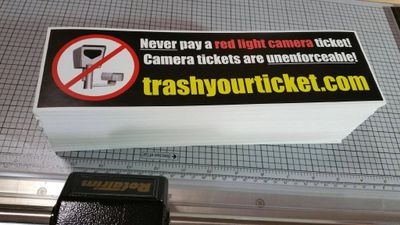 Never pay a red light camera ticket!
Camera tickets are unenforceable!
trashyourticket.com
Rotatrim